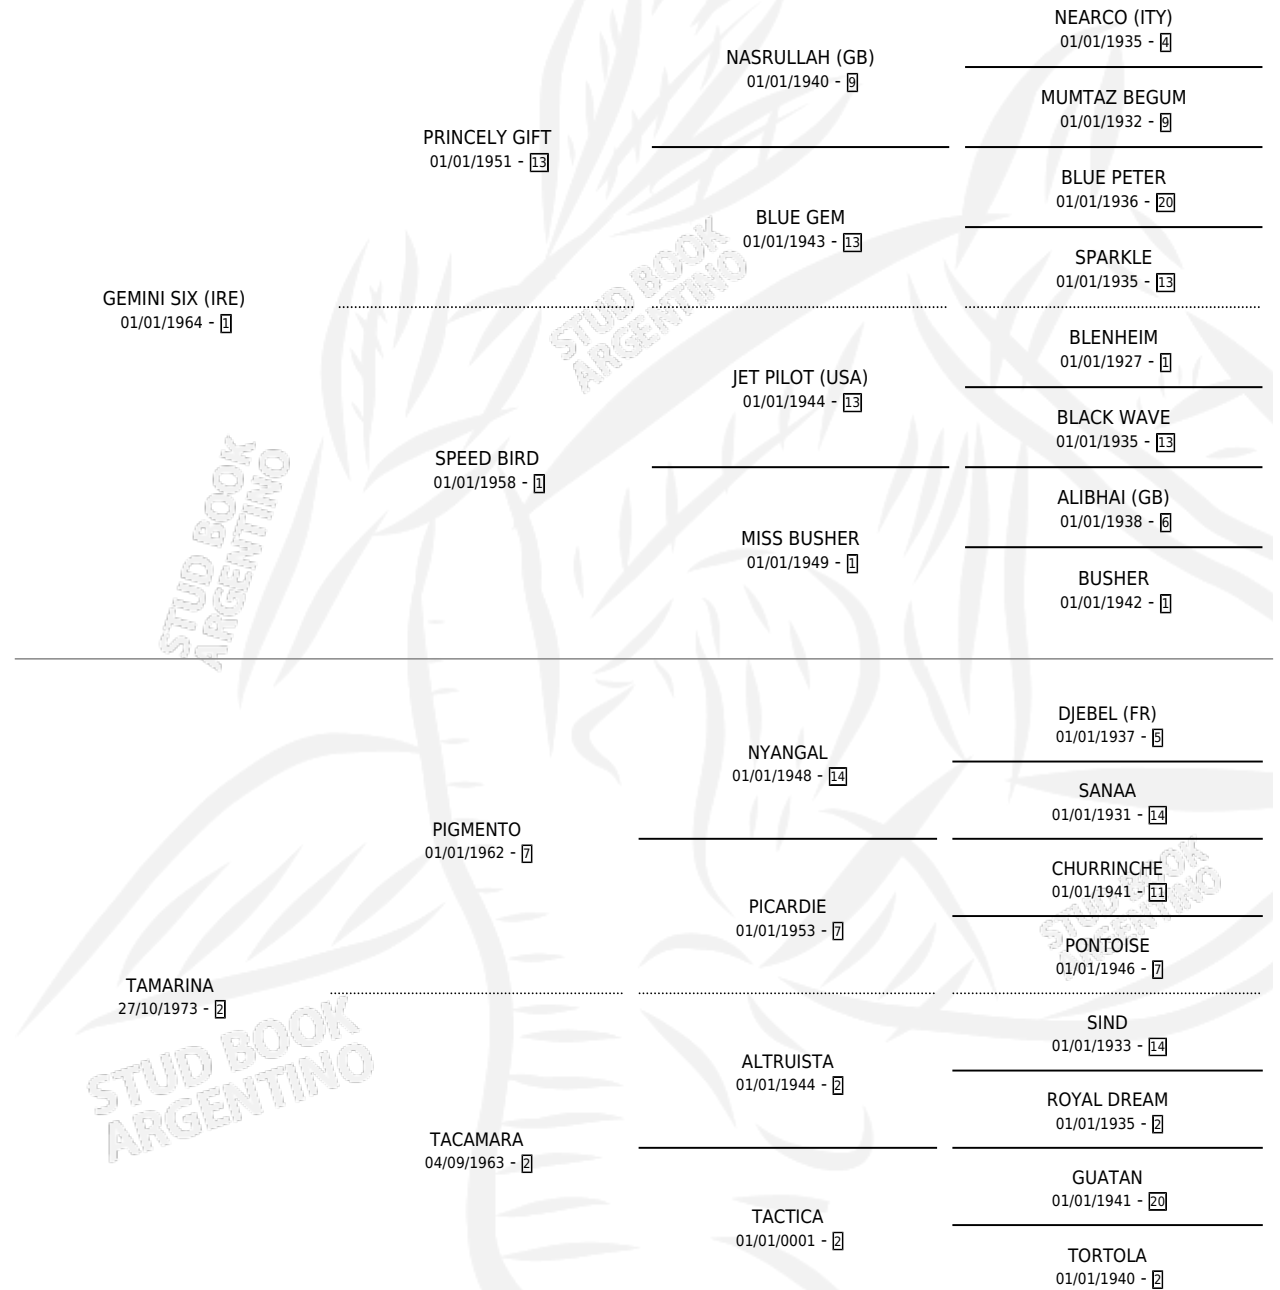 NEARCO (ITY)
01/01/1935 - 4
NASRULLAH (GB)
01/01/1940 - 9
MUMTAZ BEGUM
01/01/1932 - 9
PRINCELY GIFT
01/01/1951 - 13
BLUE PETER
01/01/1936 - 20
BLUE GEM
01/01/1943 - 13
SPARKLE
01/01/1935 - 13
GEMINI SIX (IRE)
01/01/1964 - 1
BLENHEIM
01/01/1927 - 1
JET PILOT (USA)
01/01/1944 - 13
BLACK WAVE
01/01/1935 - 13
SPEED BIRD
01/01/1958 - 1
ALIBHAI (GB)
01/01/1938 - 6
MISS BUSHER
01/01/1949 - 1
BUSHER
01/01/1942 - 1
DJEBEL (FR)
01/01/1937 - 5
NYANGAL
01/01/1948 - 14
SANAA
01/01/1931 - 14
PIGMENTO
01/01/1962 - 7
CHURRINCHE
01/01/1941 - 11
PICARDIE
01/01/1953 - 7
PONTOISE
01/01/1946 - 7
TAMARINA
27/10/1973 - 2
SIND
01/01/1933 - 14
ALTRUISTA
01/01/1944 - 2
ROYAL DREAM
01/01/1935 - 2
TACAMARA
04/09/1963 - 2
GUATAN
01/01/1941 - 20
TACTICA
01/01/0001 - 2
TORTOLA
01/01/1940 - 2
STUD BOOK
ARGENTINO
STUD BOOK
ARGENTINO
STUD BOOK
ARGENTINO
STUD BOOK
ARGENTINO